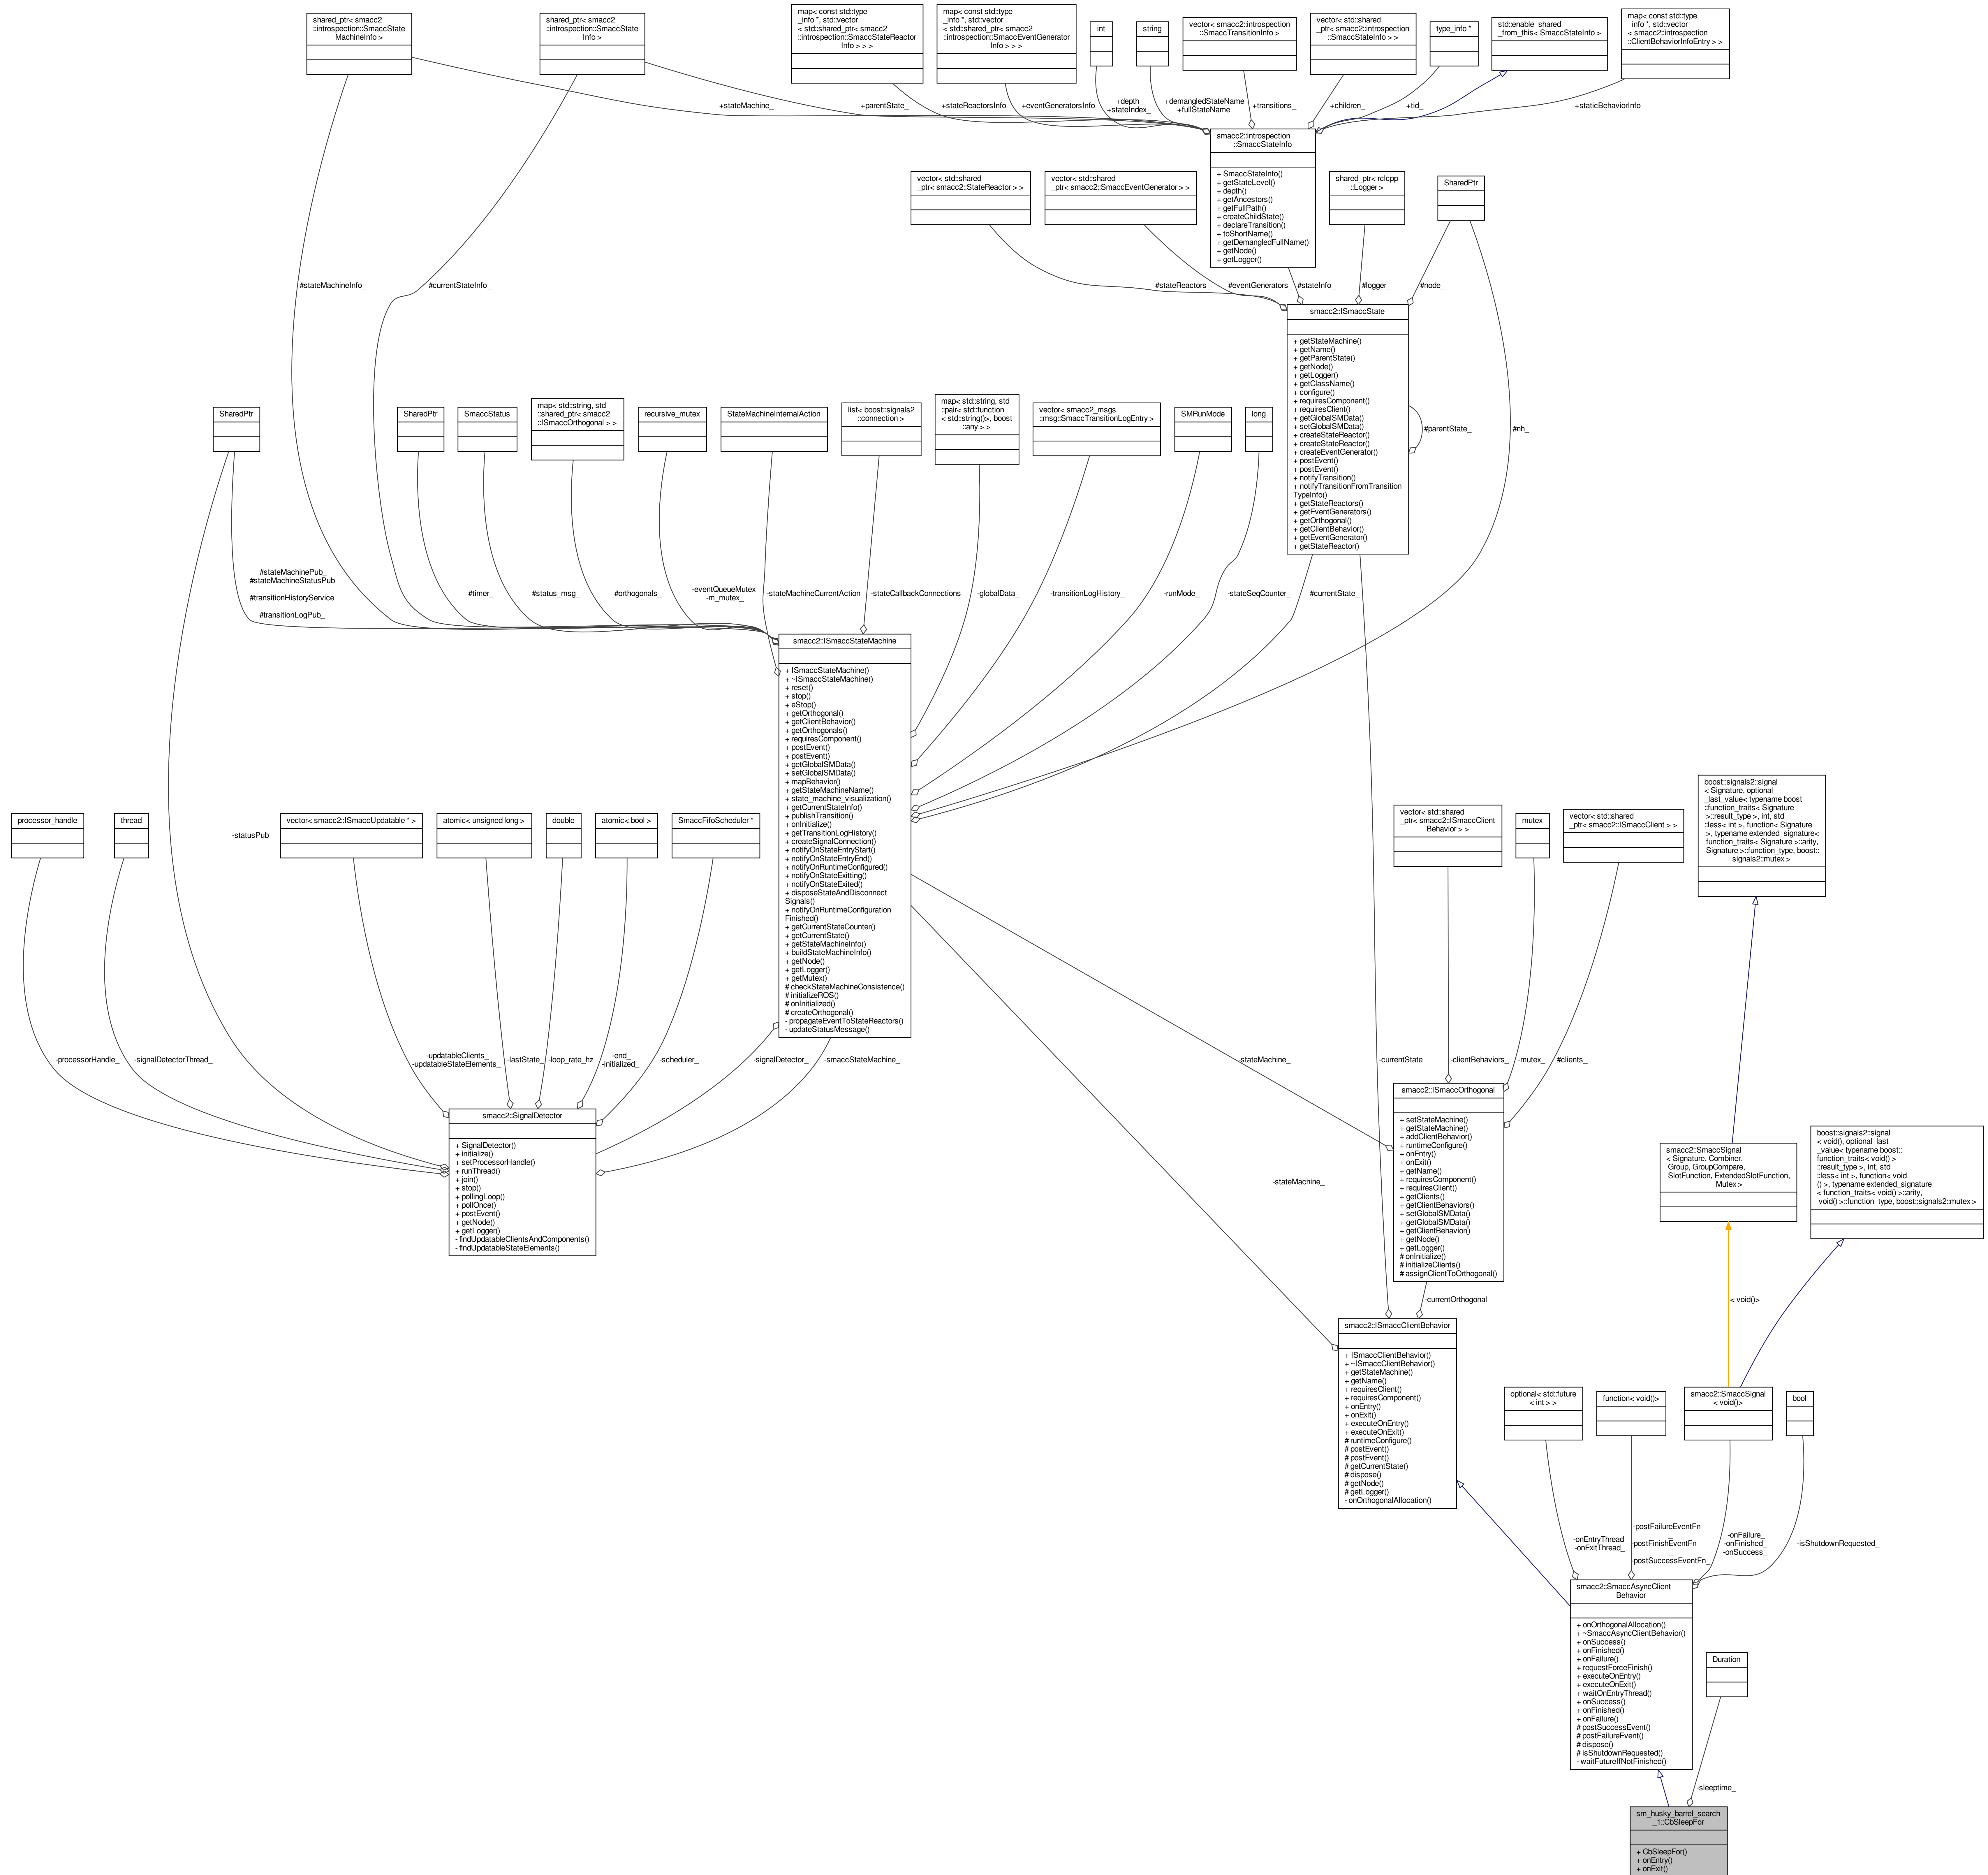 shared_ptr< smacc2
::introspection::SmaccState
MachineInfo >
shared_ptr< smacc2
::introspection::SmaccState
Info >
map< const std::type
_info *, std::vector
< std::shared_ptr< smacc2
::introspection::SmaccStateReactor
Info > > >
map< const std::type
_info *, std::vector
< std::shared_ptr< smacc2
::introspection::SmaccEventGenerator
Info > > >
int
string
vector< smacc2::introspection
::SmaccTransitionInfo >
vector< std::shared
_ptr< smacc2::introspection
::SmaccStateInfo > >
type_info *
std::enable_shared
_from_this< SmaccStateInfo >
map< const std::type
_info *, std::vector
< smacc2::introspection
::ClientBehaviorInfoEntry > >
+stateMachine_
+parentState_
+stateReactorsInfo
+eventGeneratorsInfo
+depth_
+stateIndex_
+demangledStateName
+fullStateName
+transitions_
+children_
+tid_
+staticBehaviorInfo
smacc2::introspection
::SmaccStateInfo
+ SmaccStateInfo()
+ getStateLevel()
+ depth()
+ getAncestors()
+ getFullPath()
+ createChildState()
+ declareTransition()
+ toShortName()
+ getDemangledFullName()
+ getNode()
+ getLogger()
vector< std::shared
_ptr< smacc2::StateReactor > >
vector< std::shared
_ptr< smacc2::SmaccEventGenerator > >
shared_ptr< rclcpp
::Logger >
SharedPtr
#stateMachineInfo_
#currentStateInfo_
#stateReactors_
#eventGenerators_
#stateInfo_
#logger_
#node_
smacc2::ISmaccState
+ getStateMachine()
+ getName()
+ getParentState()
+ getNode()
+ getLogger()
+ getClassName()
+ configure()
+ requiresComponent()
+ requiresClient()
+ getGlobalSMData()
+ setGlobalSMData()
+ createStateReactor()
+ createStateReactor()
+ createEventGenerator()
+ postEvent()
+ postEvent()
+ notifyTransition()
+ notifyTransitionFromTransition
TypeInfo()
+ getStateReactors()
+ getEventGenerators()
+ getOrthogonal()
+ getClientBehavior()
+ getEventGenerator()
+ getStateReactor()
#parentState_
#nh_
SharedPtr
SharedPtr
SmaccStatus
map< std::string, std
::shared_ptr< smacc2
::ISmaccOrthogonal > >
recursive_mutex
StateMachineInternalAction
list< boost::signals2
::connection >
map< std::string, std
::pair< std::function
< std::string()>, boost
::any > >
vector< smacc2_msgs
::msg::SmaccTransitionLogEntry >
SMRunMode
long
#stateMachinePub_
#stateMachineStatusPub
_
#transitionHistoryService
_
#transitionLogPub_
#timer_
#status_msg_
#orthogonals_
-eventQueueMutex_
-m_mutex_
-stateMachineCurrentAction
-stateCallbackConnections
-globalData_
-transitionLogHistory_
-runMode_
-stateSeqCounter_
#currentState_
smacc2::ISmaccStateMachine
+ ISmaccStateMachine()
+ ~ISmaccStateMachine()
+ reset()
+ stop()
+ eStop()
+ getOrthogonal()
+ getClientBehavior()
+ getOrthogonals()
+ requiresComponent()
+ postEvent()
+ postEvent()
+ getGlobalSMData()
+ setGlobalSMData()
+ mapBehavior()
+ getStateMachineName()
+ state_machine_visualization()
+ getCurrentStateInfo()
+ publishTransition()
+ onInitialize()
+ getTransitionLogHistory()
+ createSignalConnection()
+ notifyOnStateEntryStart()
+ notifyOnStateEntryEnd()
+ notifyOnRuntimeConfigured()
+ notifyOnStateExitting()
+ notifyOnStateExited()
+ disposeStateAndDisconnect
Signals()
+ notifyOnRuntimeConfiguration
Finished()
+ getCurrentStateCounter()
+ getCurrentState()
+ getStateMachineInfo()
+ buildStateMachineInfo()
+ getNode()
+ getLogger()
+ getMutex()
# checkStateMachineConsistence()
# initializeROS()
# onInitialized()
# createOrthogonal()
- propagateEventToStateReactors()
- updateStatusMessage()
processor_handle
thread
-statusPub_
vector< smacc2::ISmaccUpdatable * >
atomic< unsigned long >
double
atomic< bool >
SmaccFifoScheduler *
-processorHandle_
-signalDetectorThread_
-updatableClients_
-updatableStateElements_
-lastState_
-loop_rate_hz
-end_
-initialized_
-scheduler_
-signalDetector_
-smaccStateMachine_
smacc2::SignalDetector
+ SignalDetector()
+ initialize()
+ setProcessorHandle()
+ runThread()
+ join()
+ stop()
+ pollingLoop()
+ pollOnce()
+ postEvent()
+ getNode()
+ getLogger()
- findUpdatableClientsAndComponents()
- findUpdatableStateElements()
vector< std::shared
_ptr< smacc2::ISmaccClient
Behavior > >
mutex
vector< std::shared
_ptr< smacc2::ISmaccClient > >
boost::signals2::signal
< Signature, optional
_last_value< typename boost
::function_traits< Signature
>::result_type >, int, std
::less< int >, function< Signature
>, typename extended_signature<
function_traits< Signature >::arity,
Signature >::function_type, boost::
signals2::mutex >
-stateMachine_
-currentState
-clientBehaviors_
-mutex_
#clients_
smacc2::ISmaccOrthogonal
+ setStateMachine()
+ getStateMachine()
+ addClientBehavior()
+ runtimeConfigure()
+ onEntry()
+ onExit()
+ getName()
+ requiresComponent()
+ requiresClient()
+ getClients()
+ getClientBehaviors()
+ setGlobalSMData()
+ getGlobalSMData()
+ getClientBehavior()
+ getNode()
+ getLogger()
# onInitialize()
# initializeClients()
# assignClientToOrthogonal()
smacc2::SmaccSignal
< Signature, Combiner,
Group, GroupCompare,
SlotFunction, ExtendedSlotFunction,
Mutex >
boost::signals2::signal
< void(), optional_last
_value< typename boost::
function_traits< void() >
::result_type >, int, std
::less< int >, function< void
() >, typename extended_signature
< function_traits< void() >::arity,
void() >::function_type, boost::signals2::mutex >
-stateMachine_
-currentOrthogonal
< void()>
smacc2::ISmaccClientBehavior
+ ISmaccClientBehavior()
+ ~ISmaccClientBehavior()
+ getStateMachine()
+ getName()
+ requiresClient()
+ requiresComponent()
+ onEntry()
+ onExit()
+ executeOnEntry()
+ executeOnExit()
# runtimeConfigure()
# postEvent()
# postEvent()
# getCurrentState()
# dispose()
# getNode()
# getLogger()
- onOrthogonalAllocation()
optional< std::future
< int > >
function< void()>
smacc2::SmaccSignal
< void()>
bool
-onEntryThread_
-onExitThread_
-postFailureEventFn
_
-postFinishEventFn
_
-postSuccessEventFn_
-onFailure_
-onFinished_
-onSuccess_
-isShutdownRequested_
smacc2::SmaccAsyncClient
Behavior
+ onOrthogonalAllocation()
+ ~SmaccAsyncClientBehavior()
+ onSuccess()
+ onFinished()
+ onFailure()
+ requestForceFinish()
+ executeOnEntry()
+ executeOnExit()
+ waitOnEntryThread()
+ onSuccess()
+ onFinished()
+ onFailure()
# postSuccessEvent()
# postFailureEvent()
# dispose()
# isShutdownRequested()
- waitFutureIfNotFinished()
Duration
-sleeptime_
sm_husky_barrel_search
_1::CbSleepFor
+ CbSleepFor()
+ onEntry()
+ onExit()